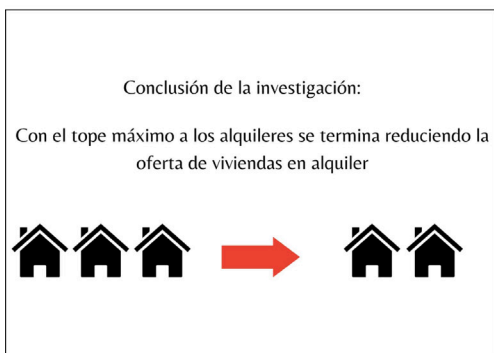 Conclusión de la investigación:
Con el tope máximo a los alquileres se termina reduciendo la
oferta de viviendas en alquiler